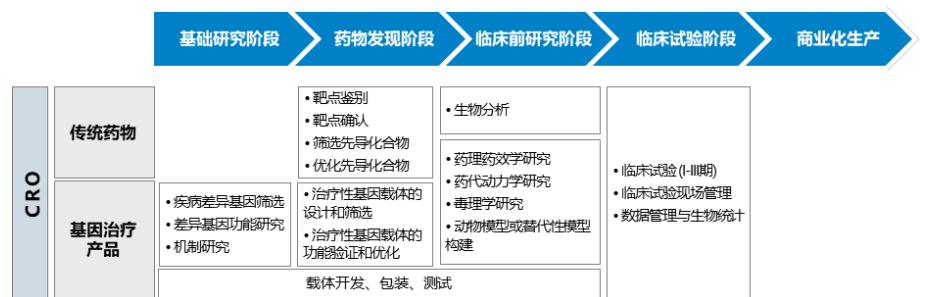 基础研究阶段
药物发现阶段
临床前研究阶段
临床试验阶段
商业化生产
CRO
传统药物
• 靶点鉴别
• 靶点确认
• 筛选先导化合物
• 优化先导化合物
• 生物分析
• 药理药效学研究
• 药代动力学研究
• 毒理学研究
• 动物模型或替代性模型
构建
• 临床试验(I-III期)
• 临床试验现场管理
• 数据管理与生物统计
基因治疗
产品
• 疾病差异基因筛选
• 差异基因功能研究
• 机制研究
• 治疗性基因载体的
设计和筛选
• 治疗性基因载体的
功能验证和优化
载体开发、包装、测试